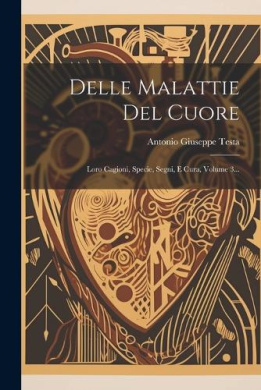 Delle Malattie
Del Cuore
Antonio Giuseppe Testa
Loro Cagioni, Specie, Segni, E Cura, Volume 3...